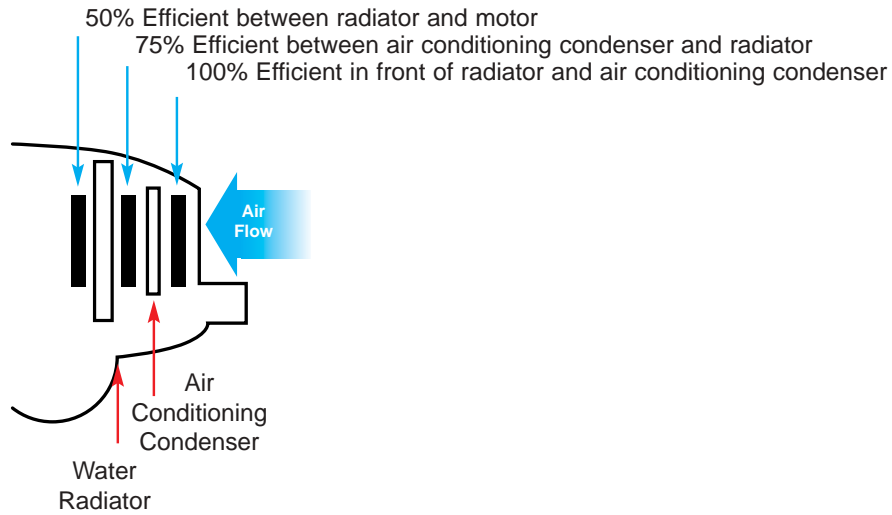 50% Efficient between radiator and motor
75% Efficient between air conditioning condenser and radiator
100% Efficient in front of radiator and air conditioning condenser
Air
Flow
Air
Conditioning
Condenser
Water
Radiator